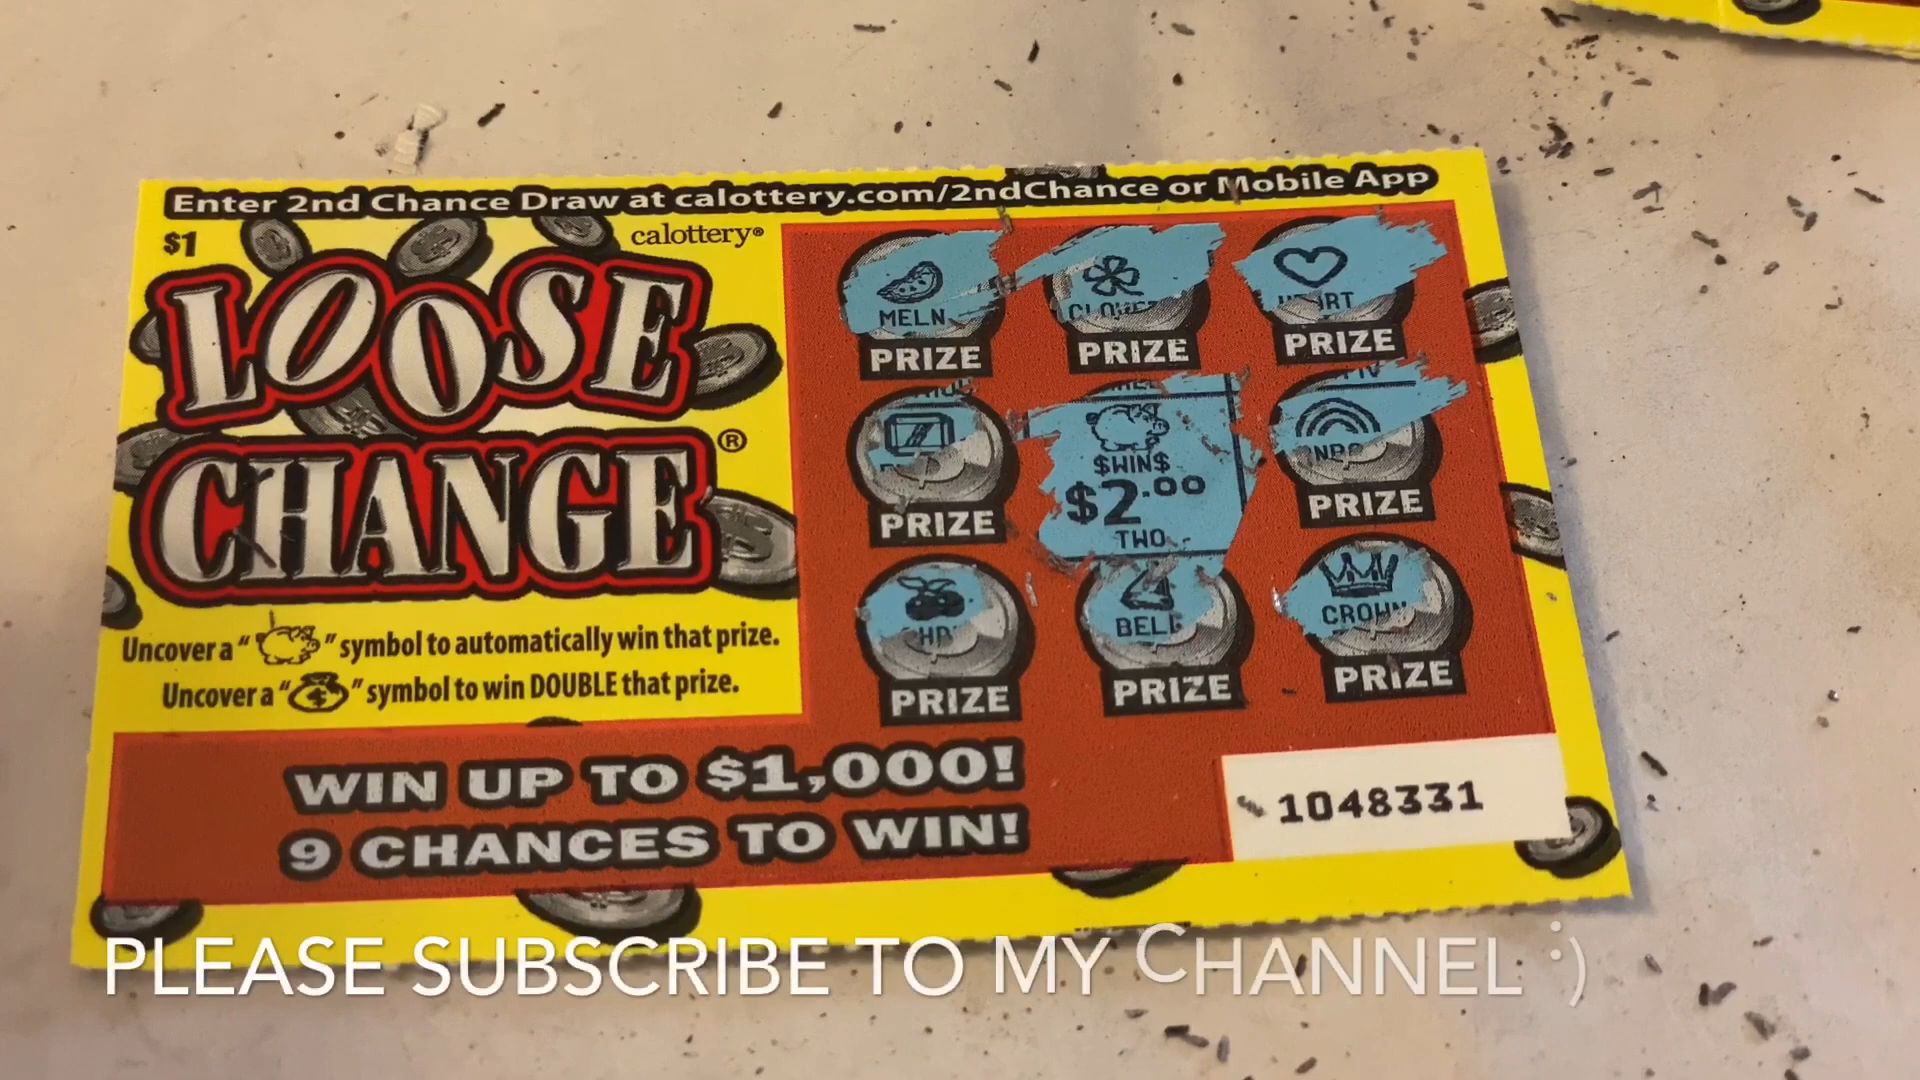 Enter 2nd Chance Draw at calottery.com/2ndChance or Mobile App
$1
calottery®
LOOSE
CHANGE®
Uncover a " " symbol to automatically win that prize.
Uncover a " $ " symbol to win DOUBLE that prize.
WIN UP TO $1,000!
9 CHANCES TO WIN!
MELN
PRIZE
PRIZE
PRIZE
PRIZE
$WIN$
$2.00
TWO
PRIZE
PRIZE
BELL
PRIZE
CROWN
PRIZE
1048331
PLEASE SUBSCRIBE TO MY CHANNEL :)